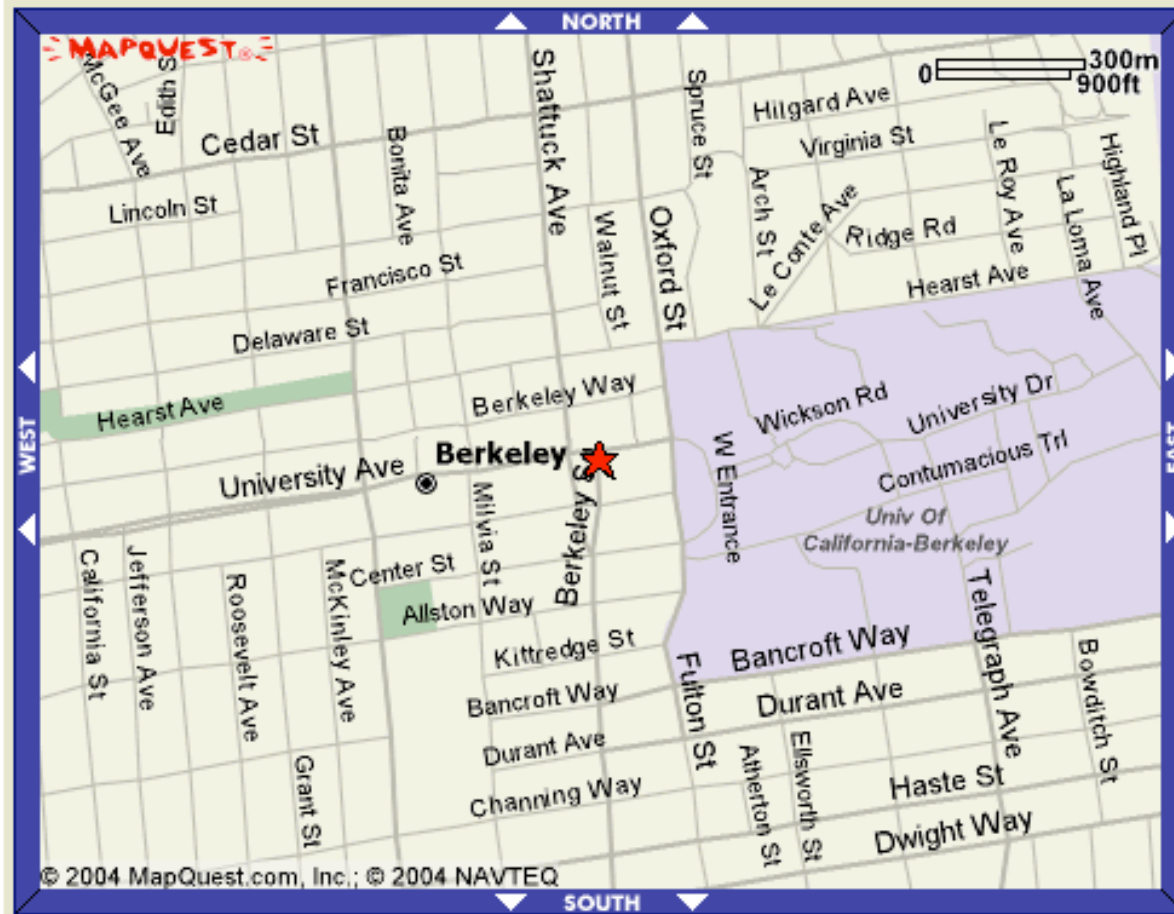 NORTH
MAPQUEST®
300m
0
900ft
McGee Ave
Edith St
Cedar St
Bonita Ave
Shattuck Ave
Spruce St
Hilgard Ave
Virginia St
Le Roy Ave
Highland Pl
La Loma Ave
Lincoln St
Arch St
Walnut St
Oxford St
Le Conte Ave
Ridge Rd
Hearst Ave
Francisco St
Delaware St
Berkeley Way
Hearst Ave
Wickson Rd
University Dr
WEST
EAST
Berkeley
University Ave
W Entrance
Contumacious Trl
Univ Of
California-Berkeley
Milvia St
Berkeley S
Center St
Allston Way
California St
Jefferson Ave
Roosevelt Ave
McKinley Ave
Kittredge St
Bancroft Way
Telegraph Ave
Bowditch St
Bancroft Way
Fulton St
Durant Ave
Durant Ave
Grant St
Channing Way
Atherton St
Ellsworth St
Haste St
Dwight Way
© 2004 MapQuest.com, Inc.; © 2004 NAVTEQ
SOUTH